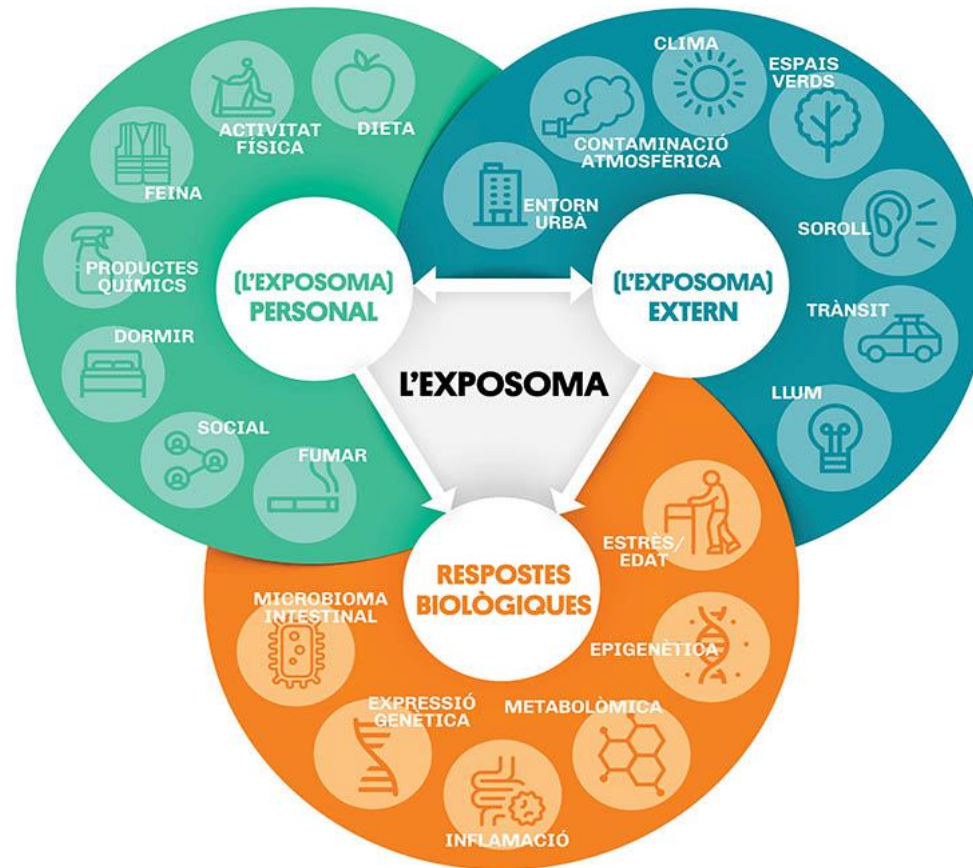 DIETA
ACTIVITAT
FÍSICA
FEINA
PRODUCTES
QUÍMICS
DORMIR
SOCIAL
FUMAR
(L'EXPOSOMA)
PERSONAL
CLIMA
ESPAIS
VERDS
CONTAMINACIÓ
ATMOSFÈRICA
ENTORN
URBÀ
SOROLL
TRÀNSIT
LLUM
(L'EXPOSOMA)
EXTERN
L'EXPOSOMA
RESPOSTES
BIOLÒGIQUES
ESTRÈS/
EDAT
EPIGENÈTICA
METABOLÒMICA
INFLAMACIÓ
EXPRESSIÓ
GENÈTICA
MICROBIOMA
INTESTINAL